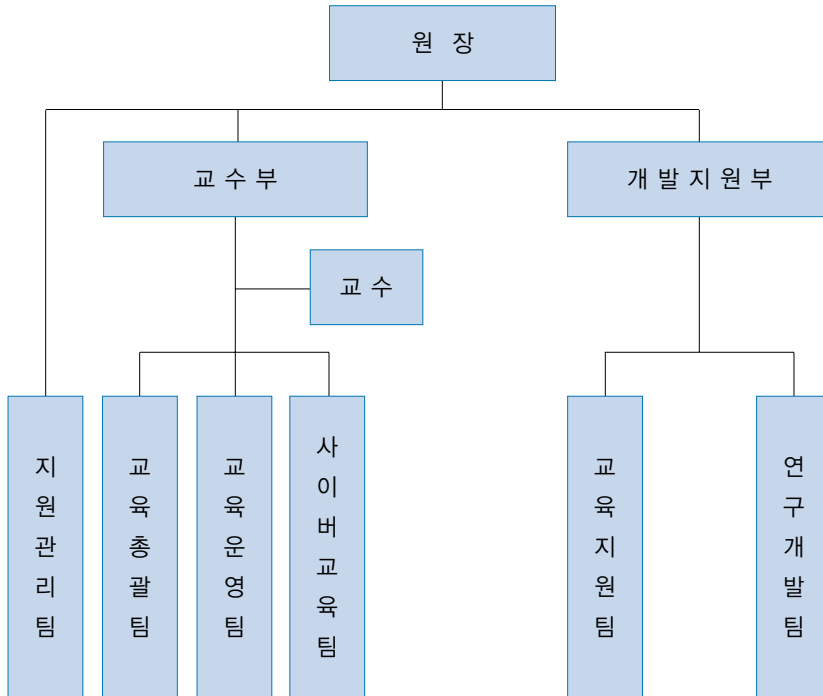 원 장
교 수 부
개 발 지 원 부
교 수
지원관리팀
교육총괄팀
교육운영팀
사이버교육팀
교육지원팀
연구개발팀